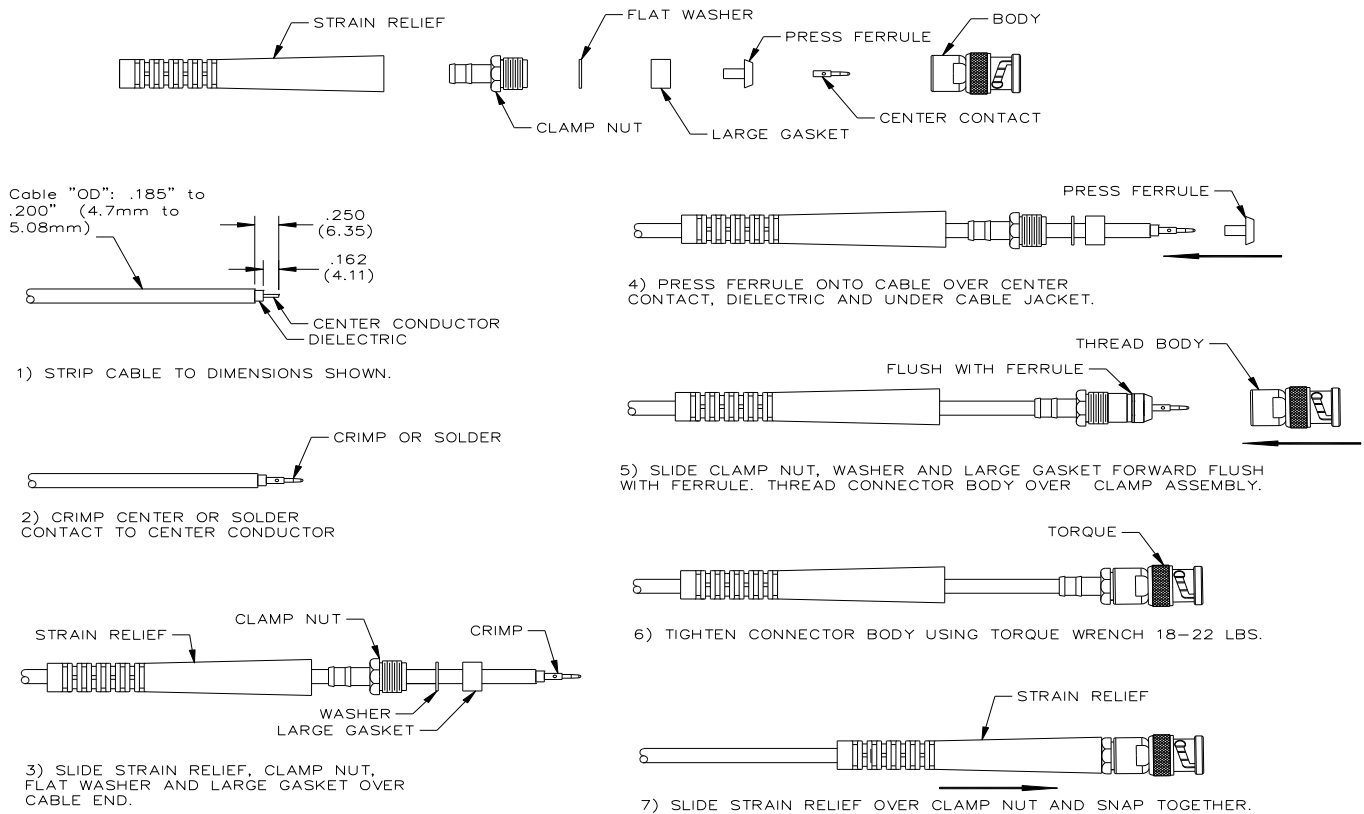 STRAIN RELIEF
FLAT WASHER
PRESS FERRULE
BODY
CLAMP NUT
LARGE GASKET
CENTER CONTACT
Cable "OD": .185" to
.200" (4.7mm to
5.08mm)
.250
(6.35)
.162
(4.11)
CENTER CONDUCTOR
DIELECTRIC
1) STRIP CABLE TO DIMENSIONS SHOWN.
CRIMP OR SOLDER
2) CRIMP CENTER OR SOLDER
CONTACT TO CENTER CONDUCTOR
STRAIN RELIEF
CLAMP NUT
CRIMP
WASHER
LARGE GASKET
3) SLIDE STRAIN RELIEF, CLAMP NUT,
FLAT WASHER AND LARGE GASKET OVER
CABLE END.
PRESS FERRULE
4) PRESS FERRULE ONTO CABLE OVER CENTER
CONTACT, DIELECTRIC AND UNDER CABLE JACKET.
THREAD BODY
FLUSH WITH FERRULE
5) SLIDE CLAMP NUT, WASHER AND LARGE GASKET FORWARD FLUSH
WITH FERRULE. THREAD CONNECTOR BODY OVER CLAMP ASSEMBLY.
TORQUE
6) TIGHTEN CONNECTOR BODY USING TORQUE WRENCH 18-22 LBS.
STRAIN RELIEF
7) SLIDE STRAIN RELIEF OVER CLAMP NUT AND SNAP TOGETHER.